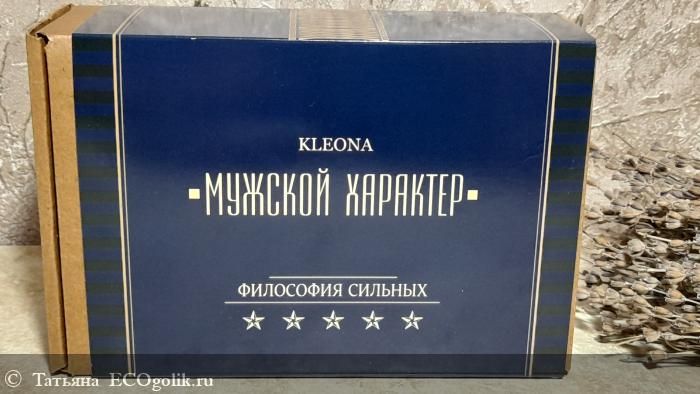 KLEONA
▪МУЖСКОЙ ХАРАКТЕР▪
ФИЛОСОФИЯ СИЛЬНЫХ
© Татьяна ECOgolik.ru